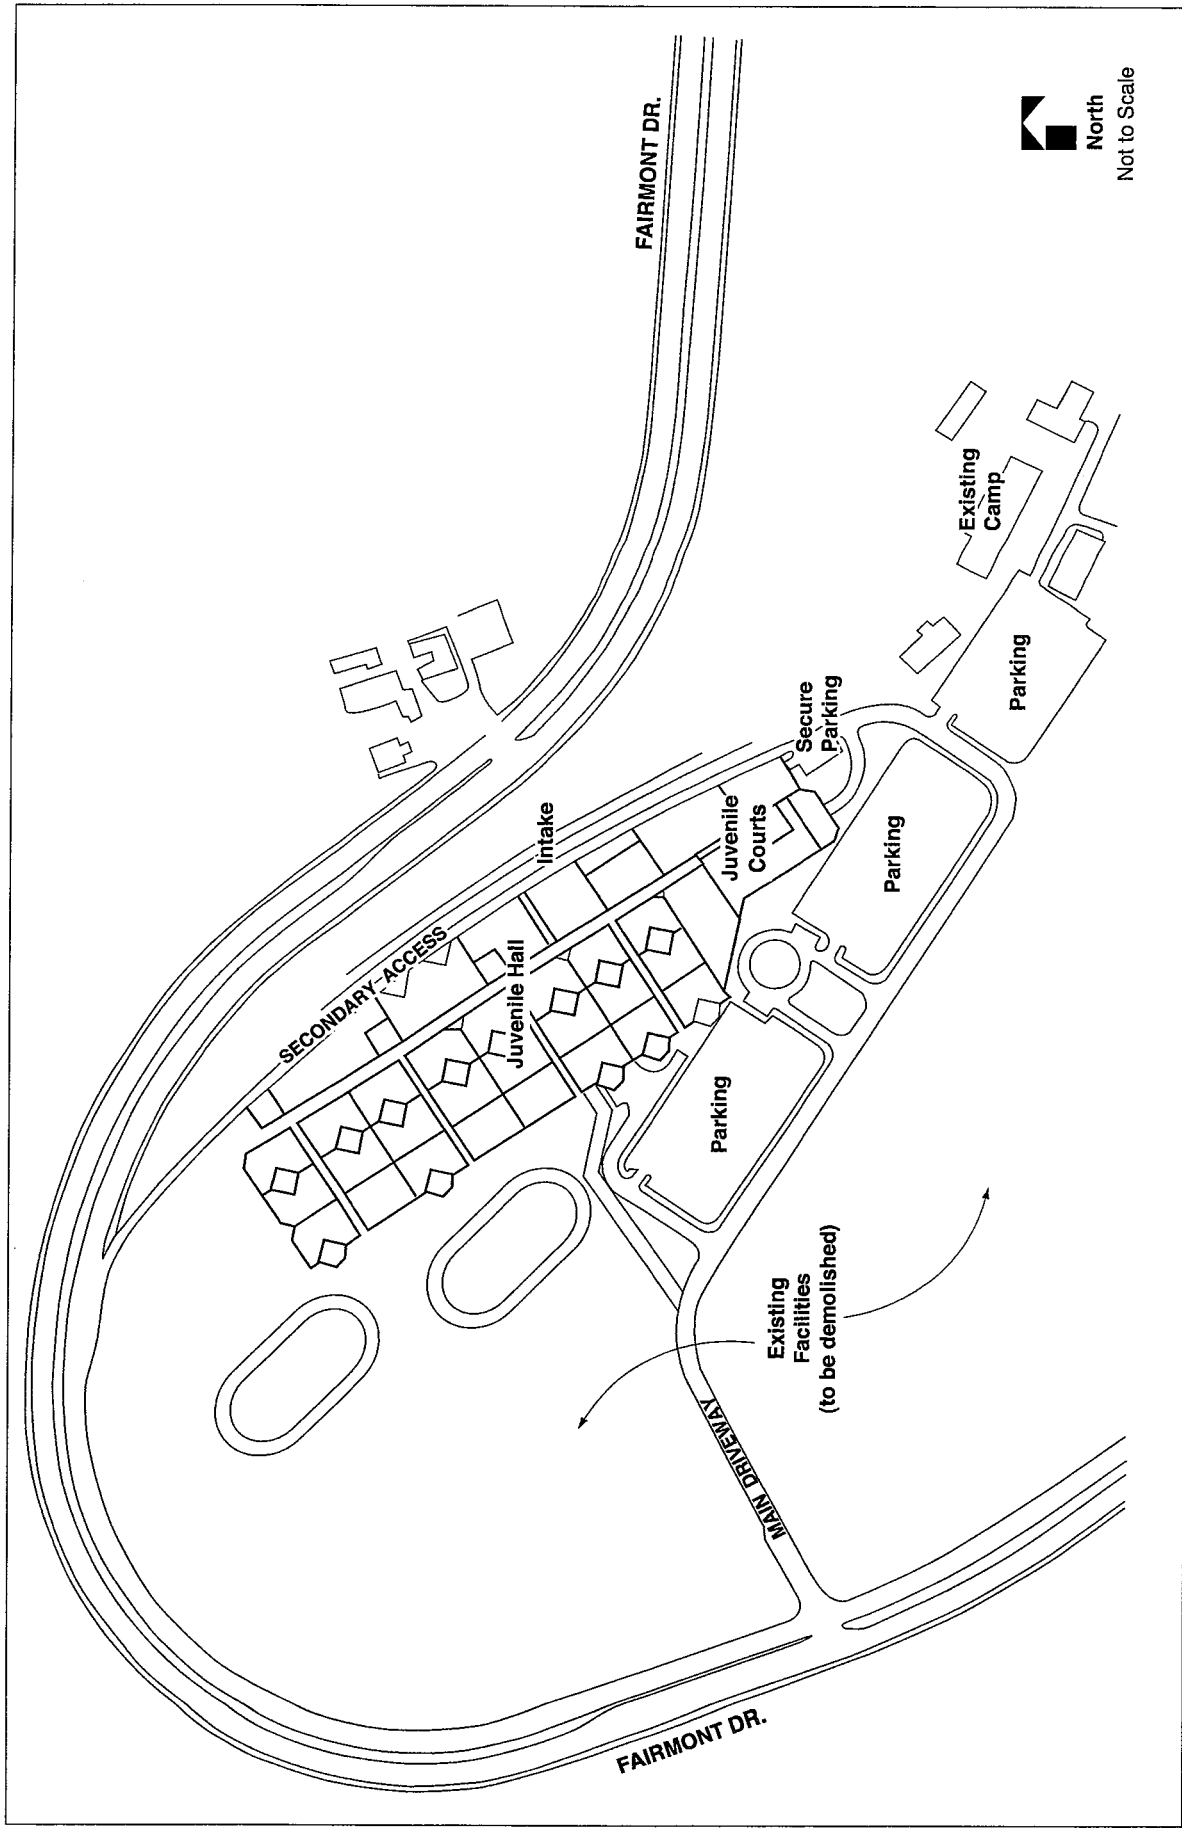 FAIRMONT DR.
North
Not to Scale
Existing
Camp
Secure
Parking
Parking
Intake
Juvenile
Courts
Parking
SECONDARY ACCESS
Juvenile Hall
Parking
Existing
Facilities
(to be demolished)
MAIN DRIVEWAY
FAIRMONT DR.